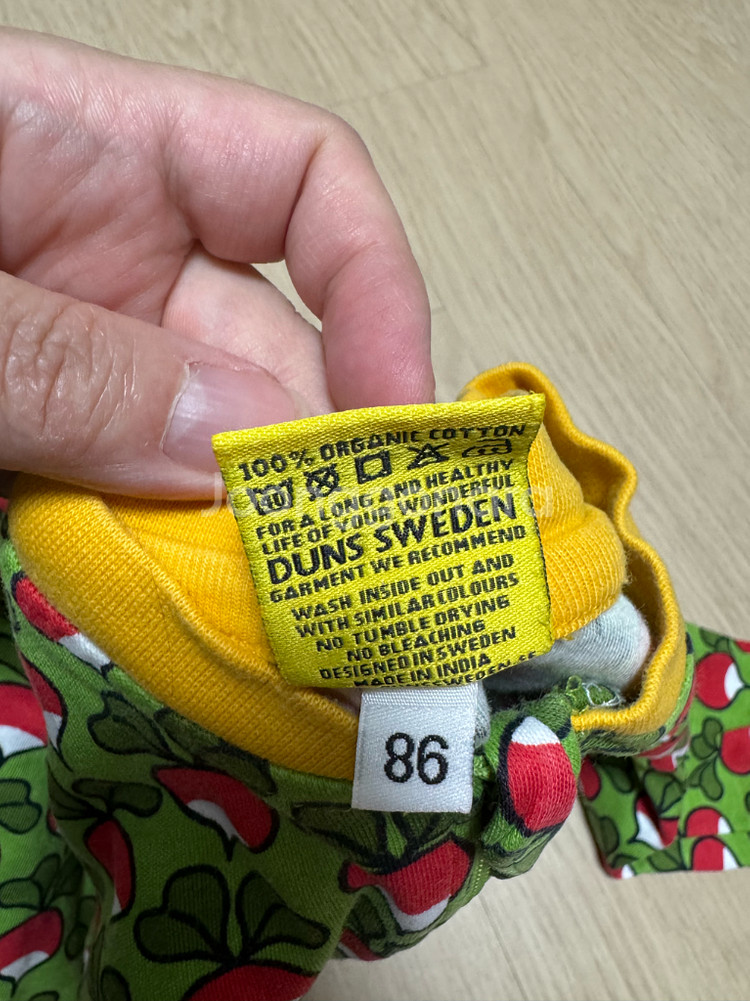 100% ORGANIC COTTON
40
FOR A LONG AND HEALTHY
LIFE OF YOUR WONDERFUL
DUNS SWEDEN
GARMENT WE RECOMMEND
WASH INSIDE OUT AND
WITH SIMILAR COLOURS
NO TUMBLE DRYING
NO BLEACHING
DESIGNED IN SWEDEN
MADE IN INDIA
86